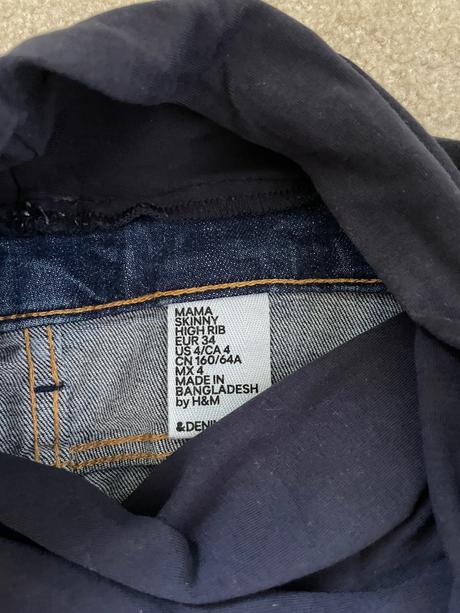 MAMA
SKINNY
HIGH RIB
EUR 34
US 4/CA 4
CN 160/64A
MX 4
MADE IN
BANGLADESH
by H&M